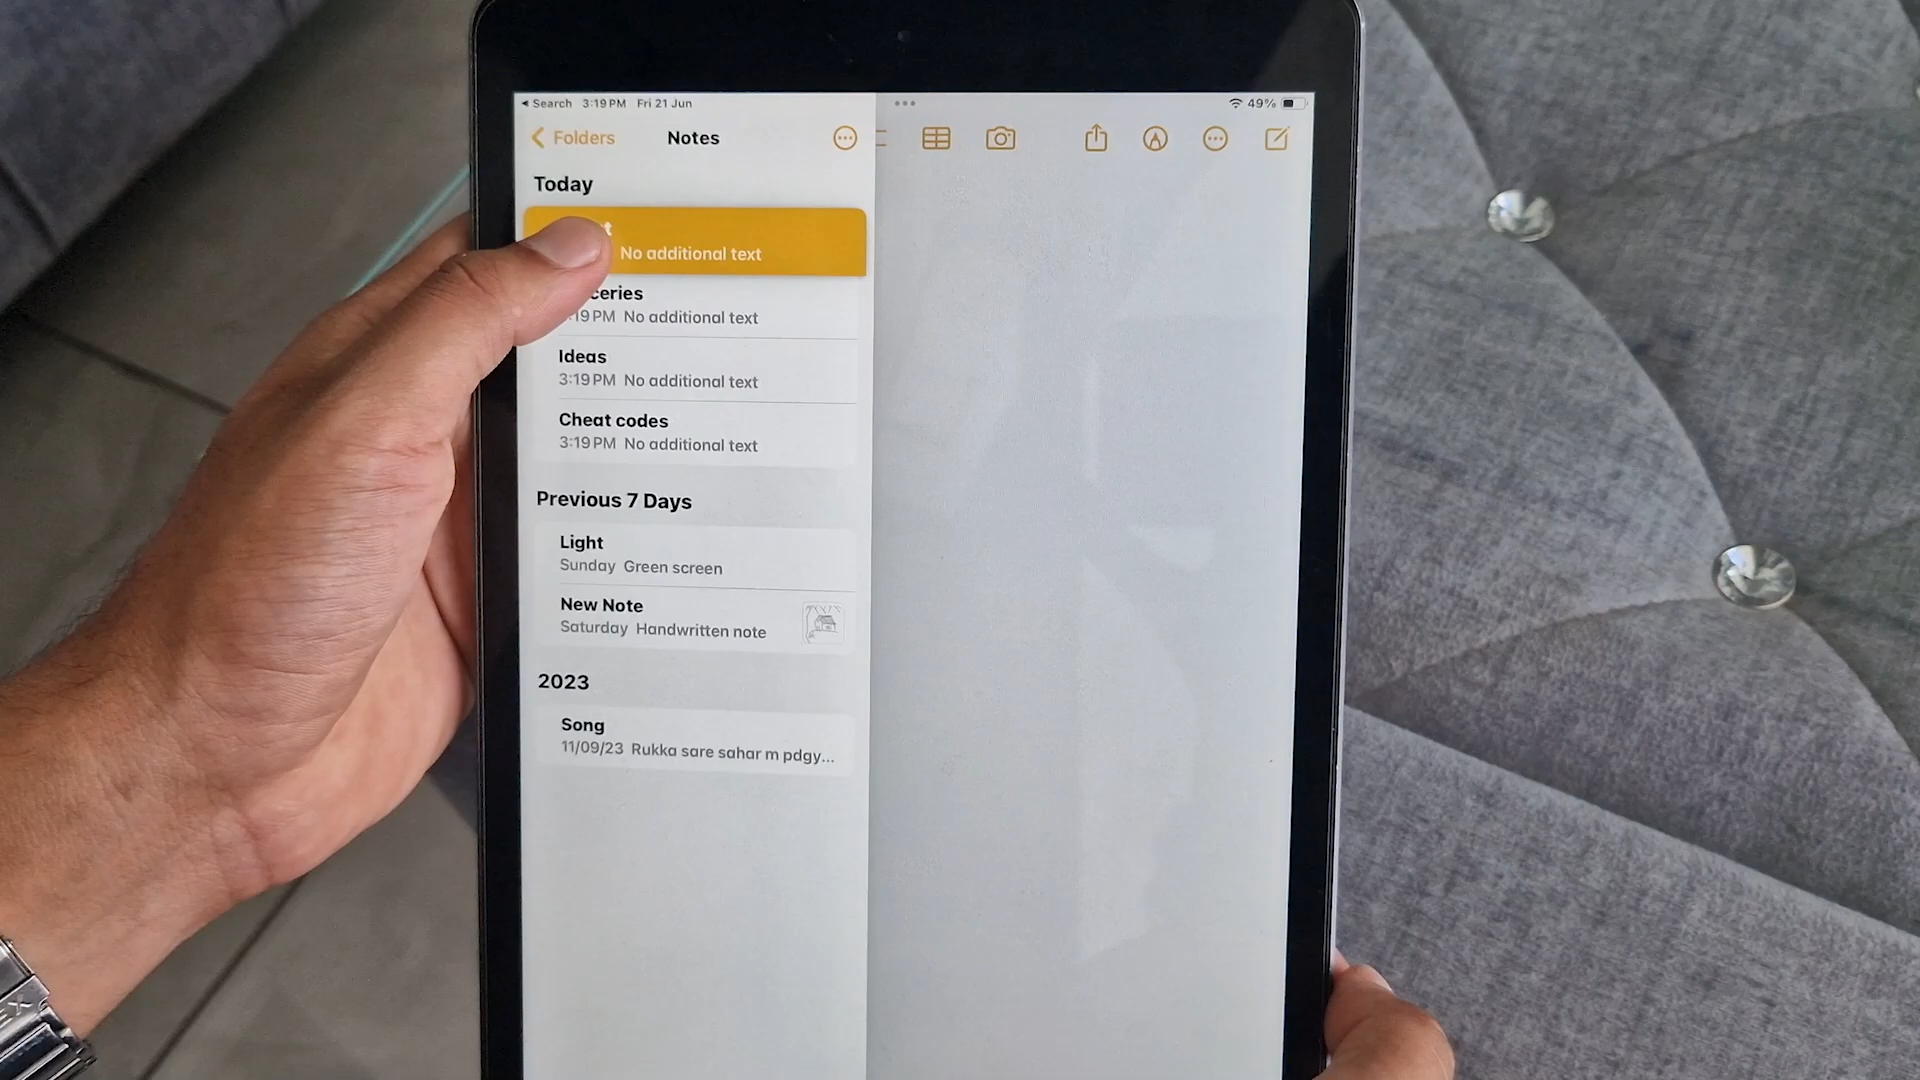 Search 3:19 PM Fri 21 Jun
49%
Folders Notes
Today
No additional text
No additional text
Ideas
3:19 PM No additional text
Cheat codes
3:19 PM No additional text
Previous 7 Days
Light
Sunday Green screen
New Note
Saturday Handwritten note
2023
Song
11/09/23 Rukka sare sahar m pdgy...